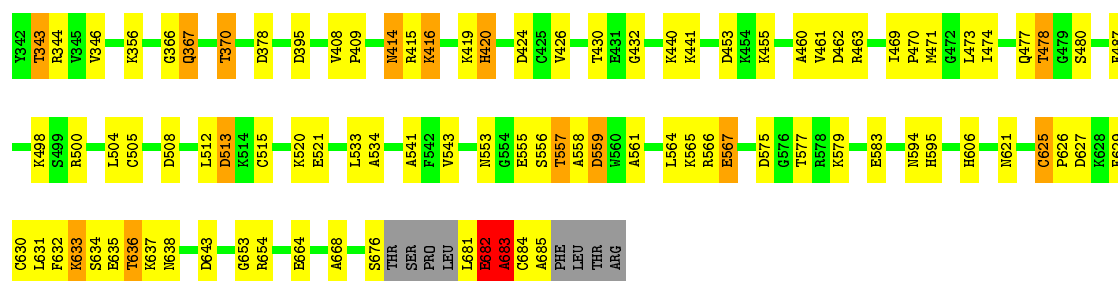 Y342 T343 R344 V345 V346 K356 G366 Q367 T370 D378 D395 V408 P409 N414 R415 K416 K419 H420 D424 C425 V426 T430 E431 G432 K440 K441 D453 K454 K455 A460 V461 D462 R463 I469 P470 M471 G472 L473 I474 Q477 T478 G479 S480
K498 S499 R500 L504 C505 D508 L512 D513 K514 C515 K520 E521 L533 A534 A541 F542 V543 N553 G554 E555 S556 T557 A558 D559 W560 A561 L564 K565 R566 E567 D575 G576 T577 R578 K579 E583 N594 H595 H606 N621 C625 P626 D627 K628
C630 L631 F632 K633 S634 E635 T636 K637 N638 D643 G653 R654 E664 A668 S676 THR SER PRO LEU L681 E682 A683 C684 A685 PHE LEU THR ARG